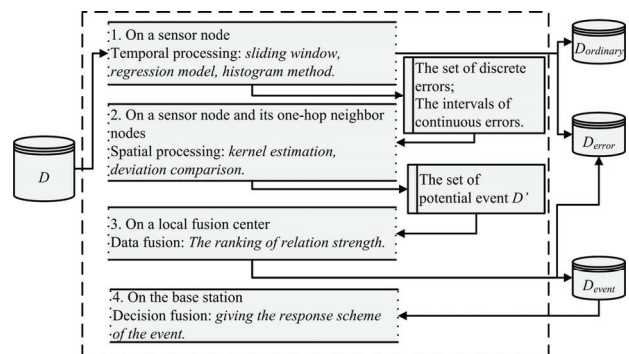 1. On a sensor node
Temporal processing: sliding window,
regression model, histogram method.
The set of discrete
errors;
The intervals of
continuous errors.
2. On a sensor node and its one-hop neighbor
nodes
Spatial processing: kernel estimation,
deviation comparison.
The set of
potential event D’
3. On a local fusion center
Data fusion: The ranking of relation strength.
4. On the base station
Decision fusion: giving the response scheme
of the event.
D
Dordinary
Derror
Devent